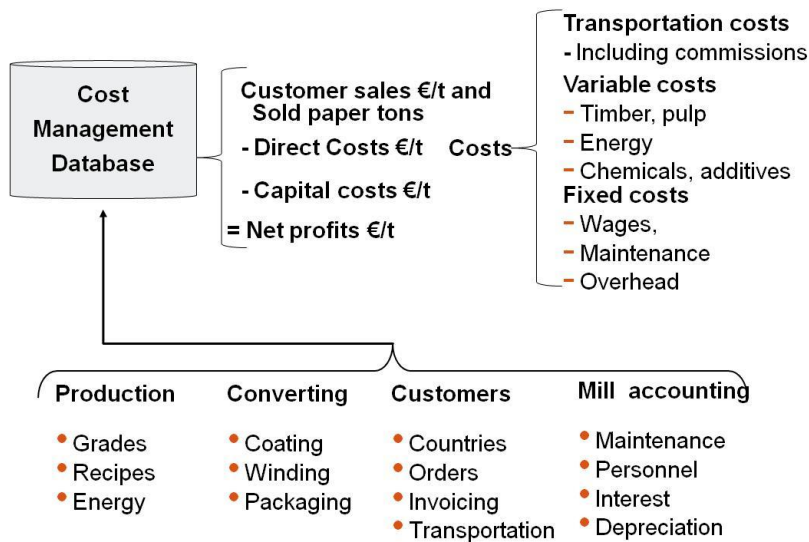 Cost
Management
Database
Customer sales €/t and
Sold paper tons
- Direct Costs €/t
- Capital costs €/t
= Net profits €/t
Costs
Transportation costs
- Including commissions
Variable costs
– Timber, pulp
– Energy
– Chemicals, additives
Fixed costs
– Wages,
– Maintenance
– Overhead
Production
• Grades
• Recipes
• Energy
Converting
• Coating
• Winding
• Packaging
Customers
• Countries
• Orders
• Invoicing
• Transportation
Mill accounting
• Maintenance
• Personnel
• Interest
• Depreciation